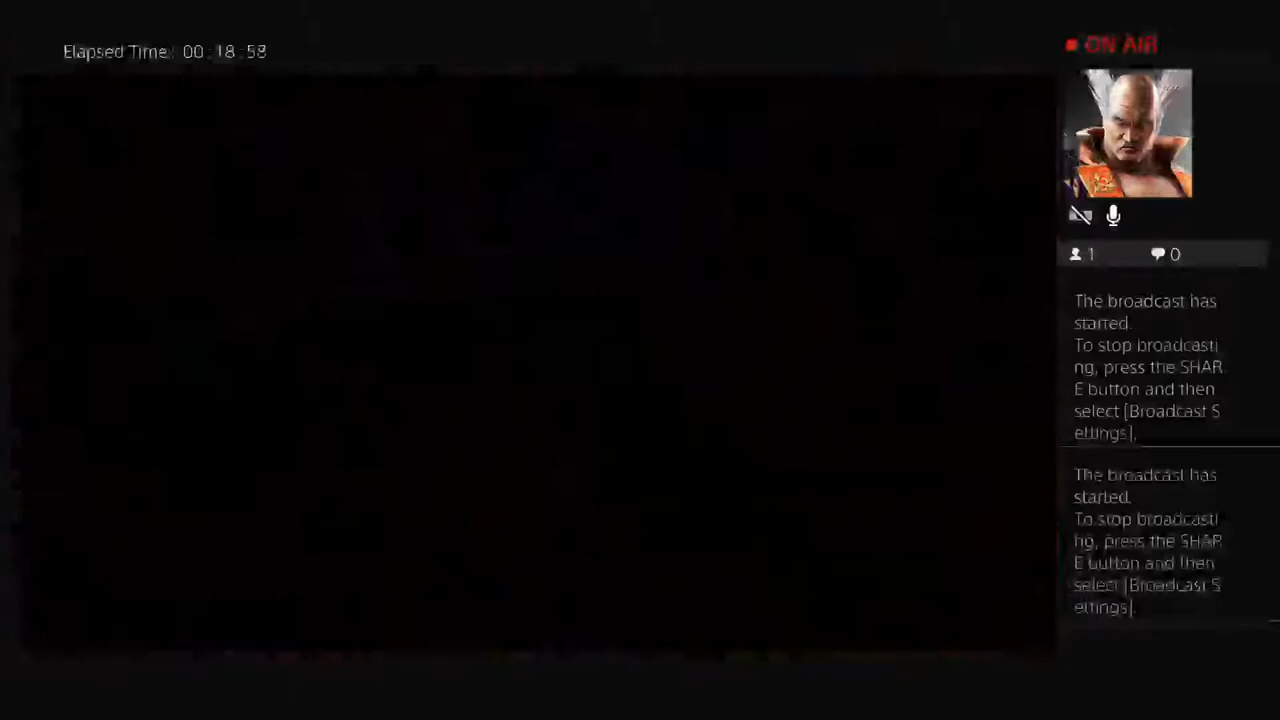 Elapsed Time: 00:18:58
ON AIR
1
0
The broadcast has
started.
To stop broadcasti
ng, press the SHAR
E button and then
select [Broadcast S
ettings].
The broadcast has
started.
To stop broadcasti
ng, press the SHAR
E button and then
select [Broadcast S
ettings].